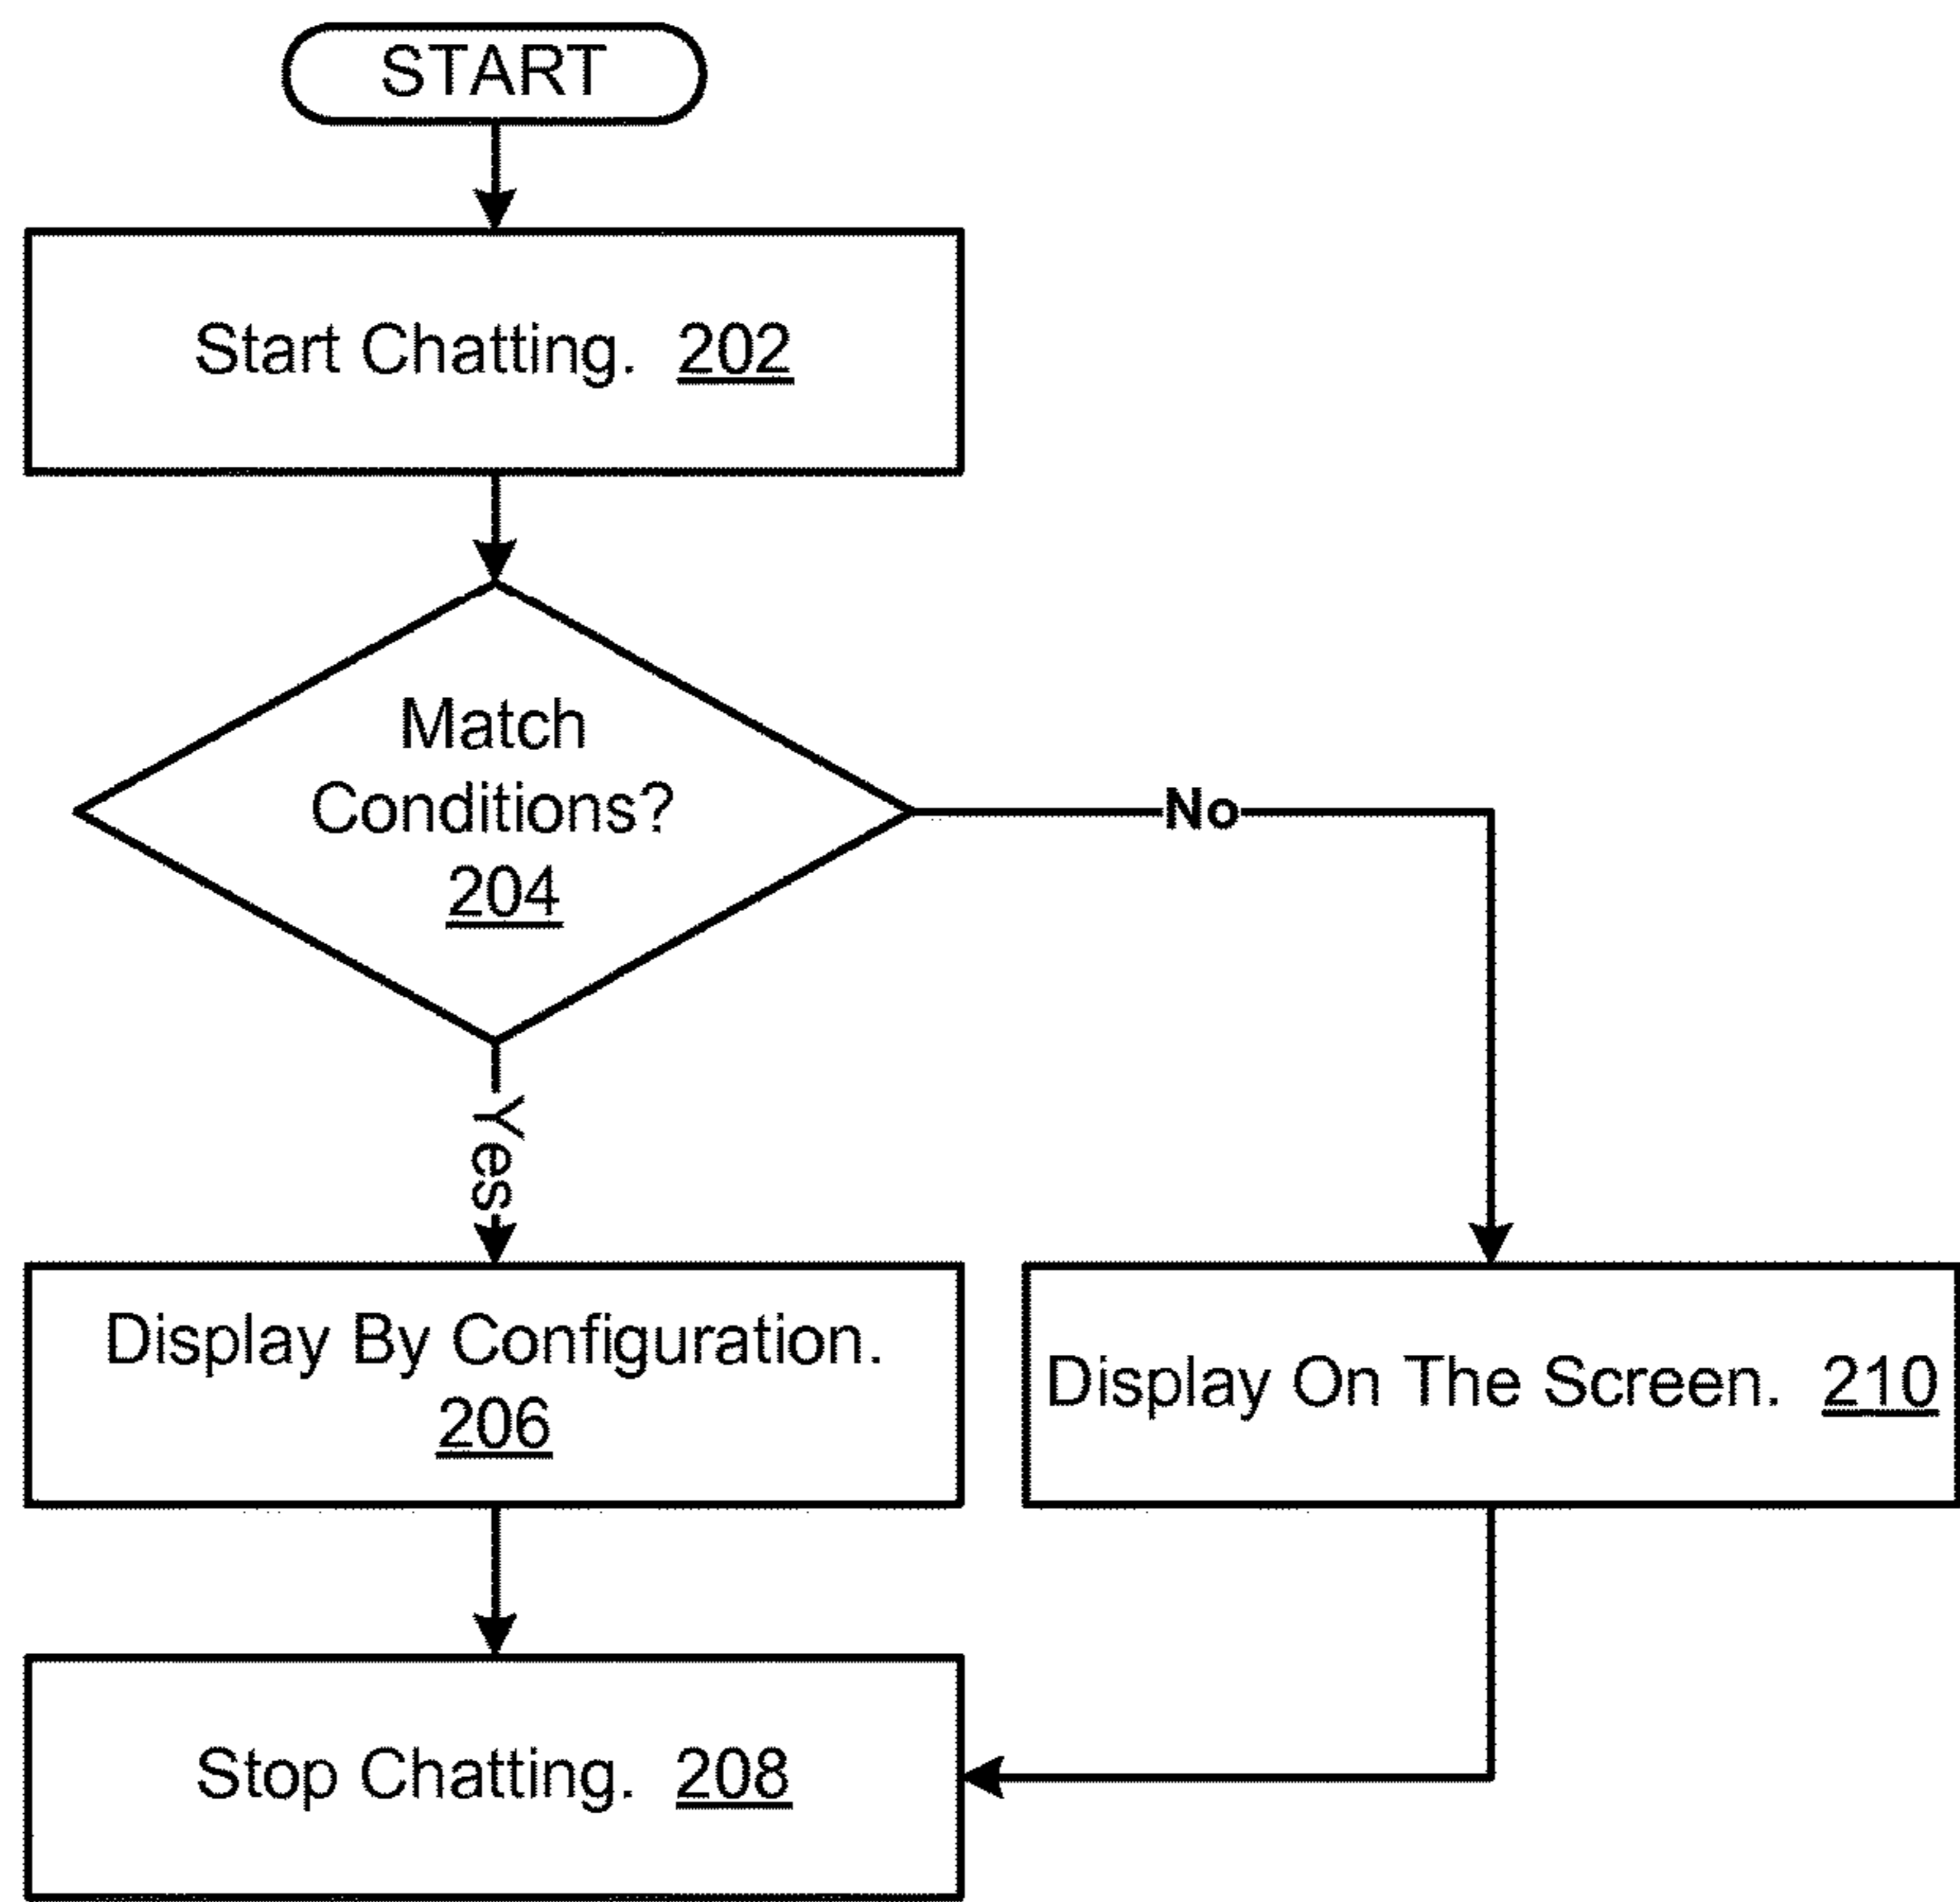 START
Start Chatting. 202
Match
Conditions?
204
No
Yes
Display By Configuration.
206
Display On The Screen. 210
Stop Chatting. 208